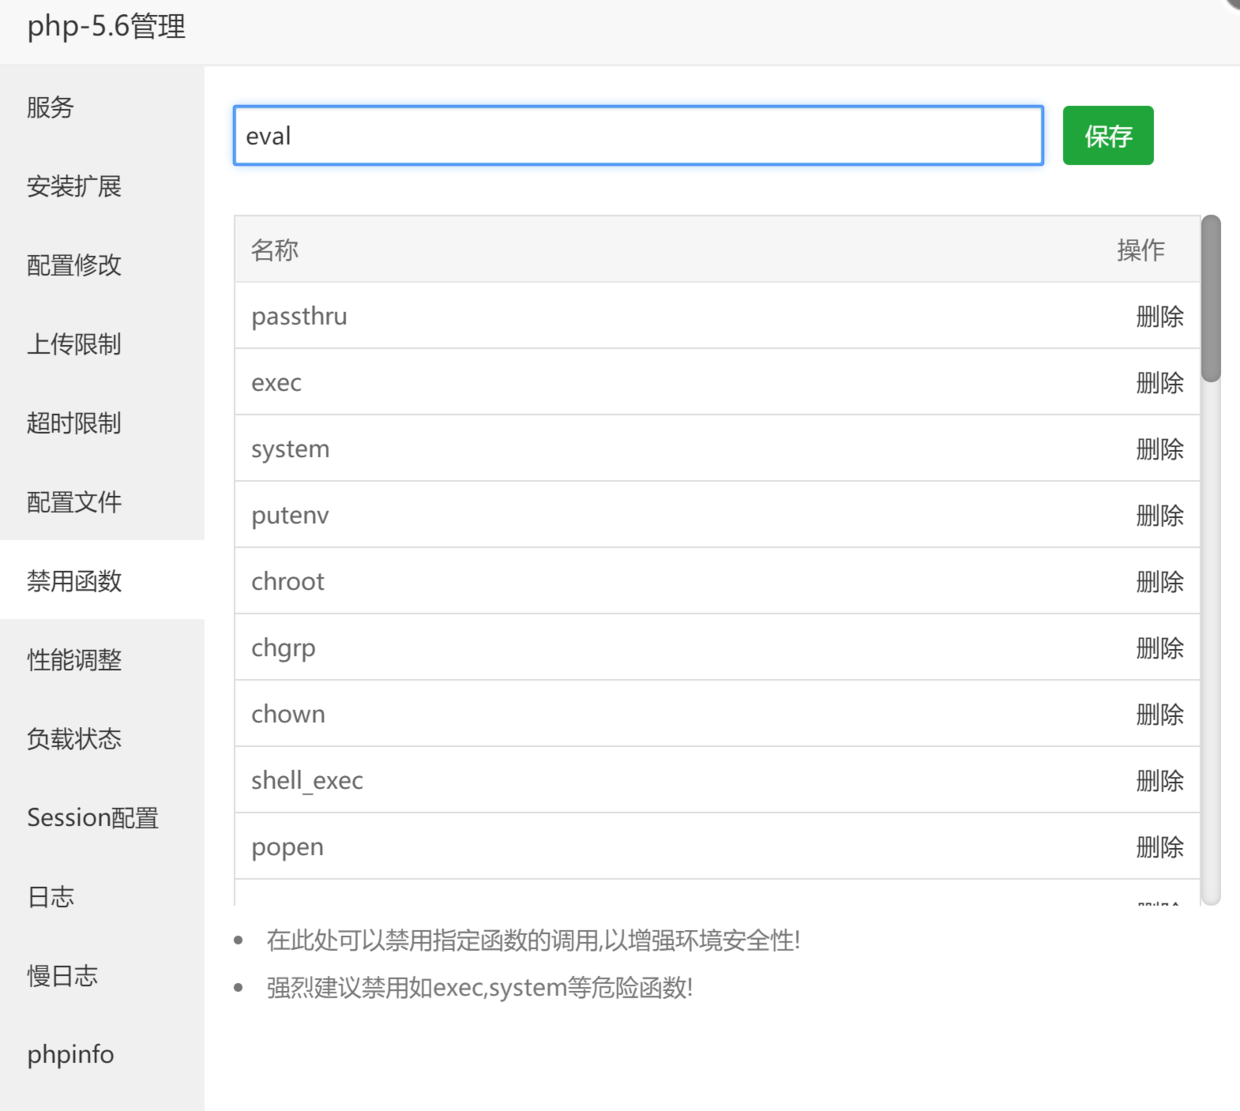 php-5.6管理
服务
安装扩展
配置修改
上传限制
超时限制
配置文件
禁用函数
性能调整
负载状态
Session配置
日志
慢日志
phpinfo
eval
保存
名称 操作
passthru 删除
exec 删除
system 删除
putenv 删除
chroot 删除
chgrp 删除
chown 删除
shell_exec 删除
popen 删除
在此处可以禁用指定函数的调用,以增强环境安全性!
强烈建议禁用如exec,system等危险函数!